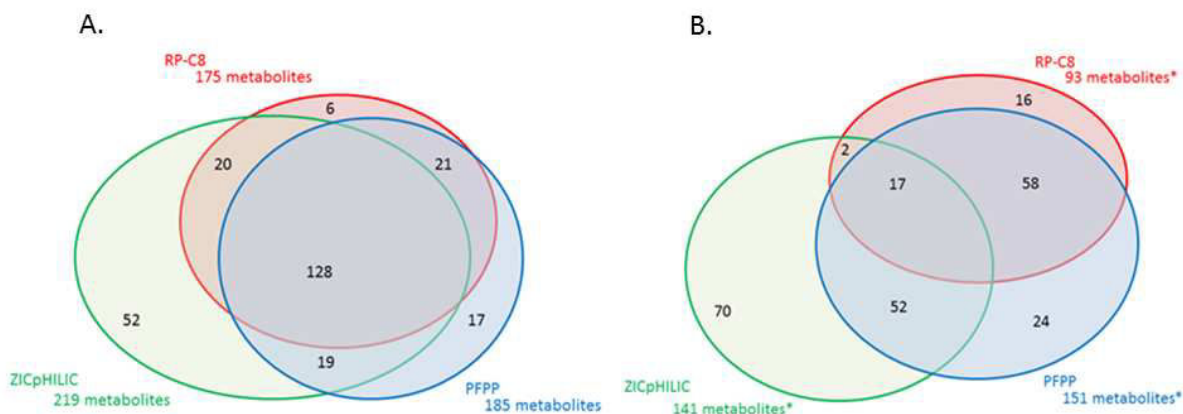 A.
RP-C8
175 metabolites
6
20
21
128
52
17
19
ZICpHILIC
219 metabolites
PFPP
185 metabolites
B.
RP-C8
93 metabolites*
16
2
17
58
70
52
24
ZICpHILIC
141 metabolites*
PFPP
151 metabolites*